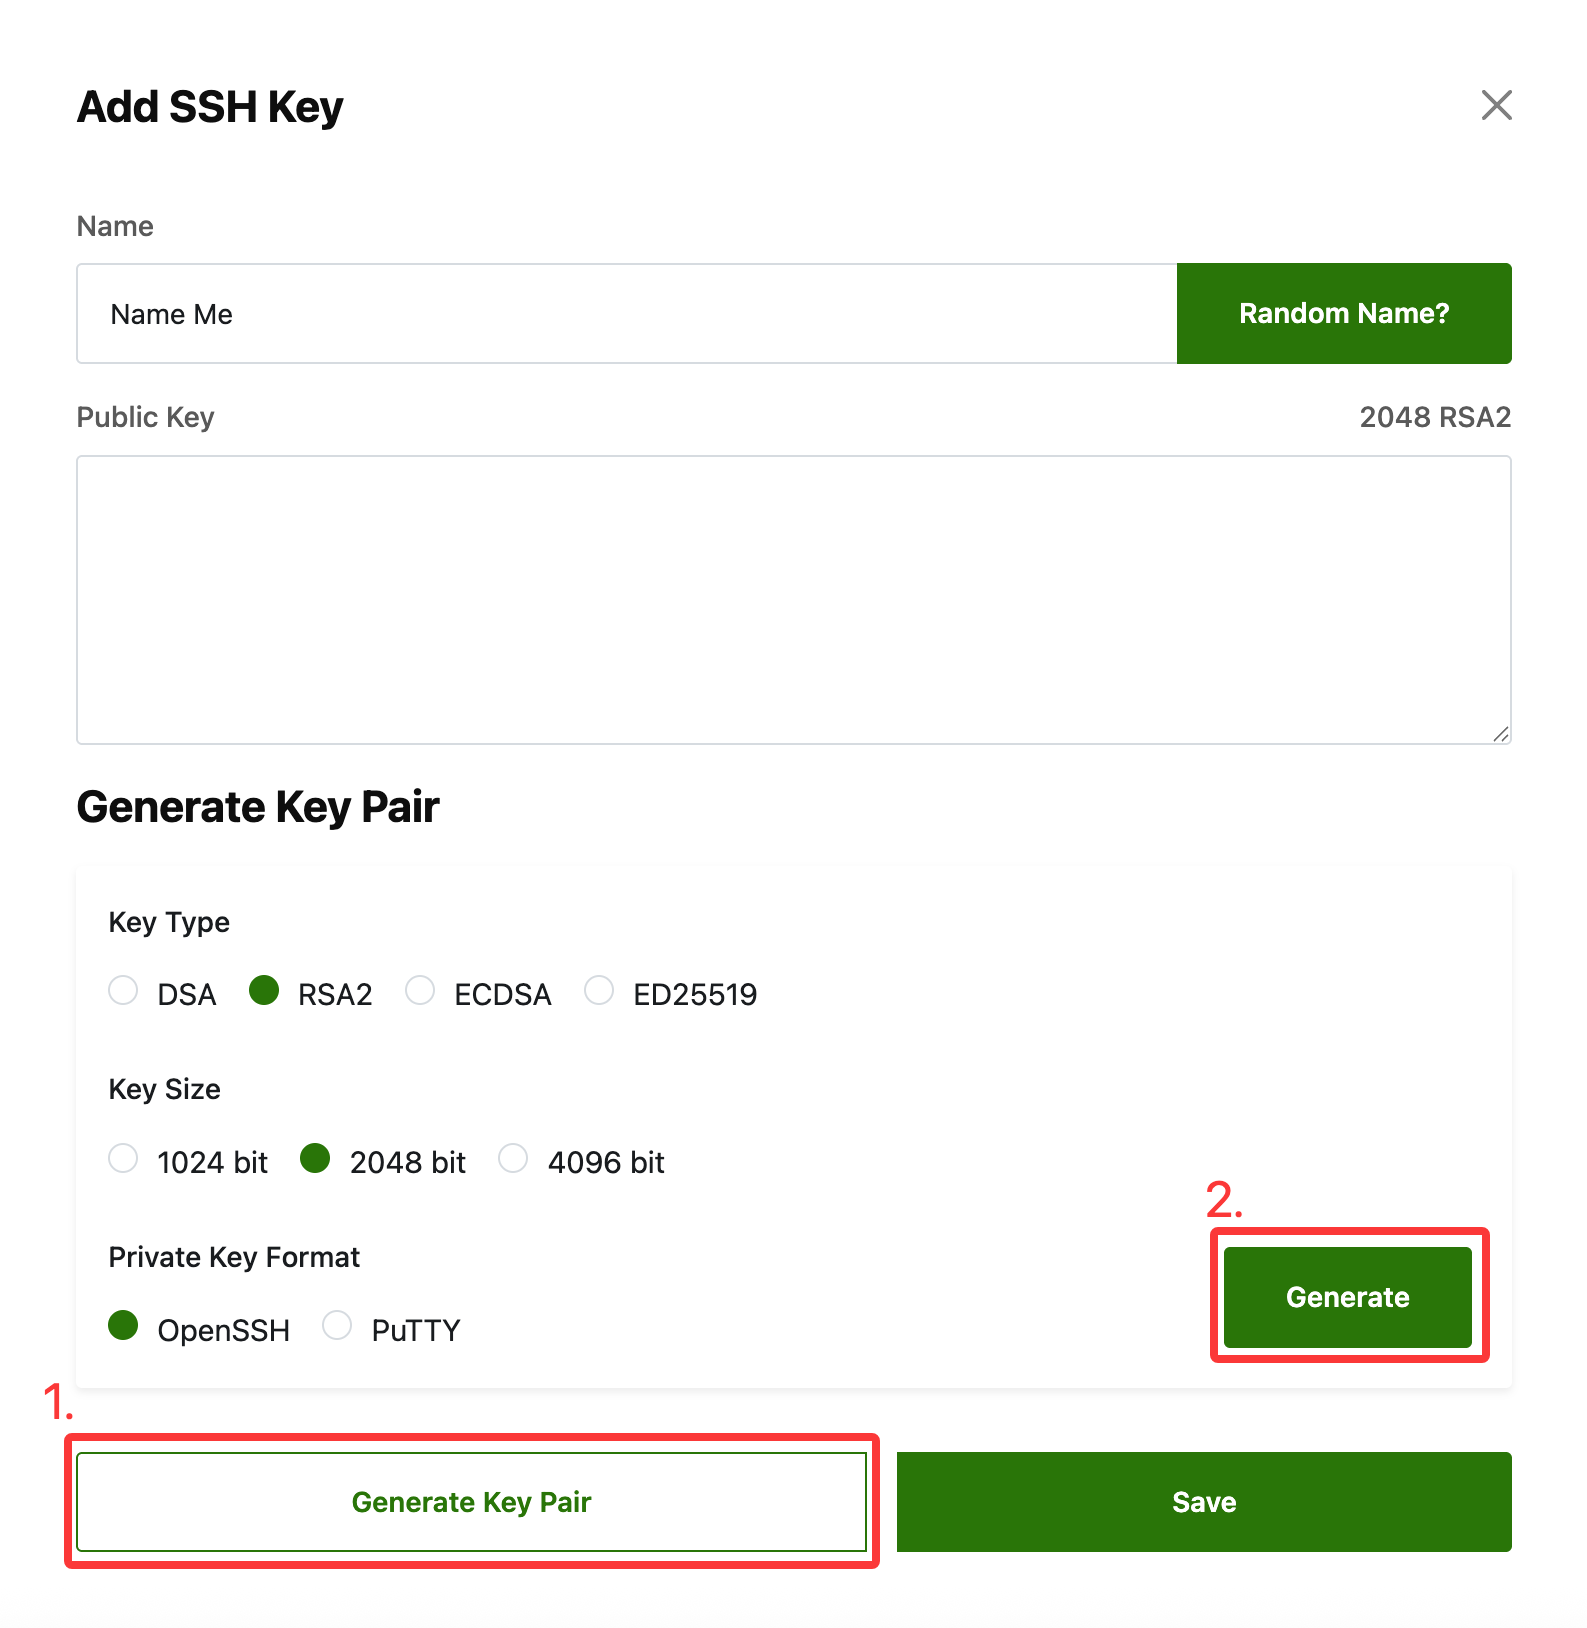 Add SSH Key
Name
Name Me
Random Name?
Public Key
2048 RSA2
Generate Key Pair
Key Type
DSA RSA2 ECDSA ED25519
Key Size
1024 bit 2048 bit 4096 bit
2.
Private Key Format
Generate
OpenSSH PuTTY
1.
Generate Key Pair
Save